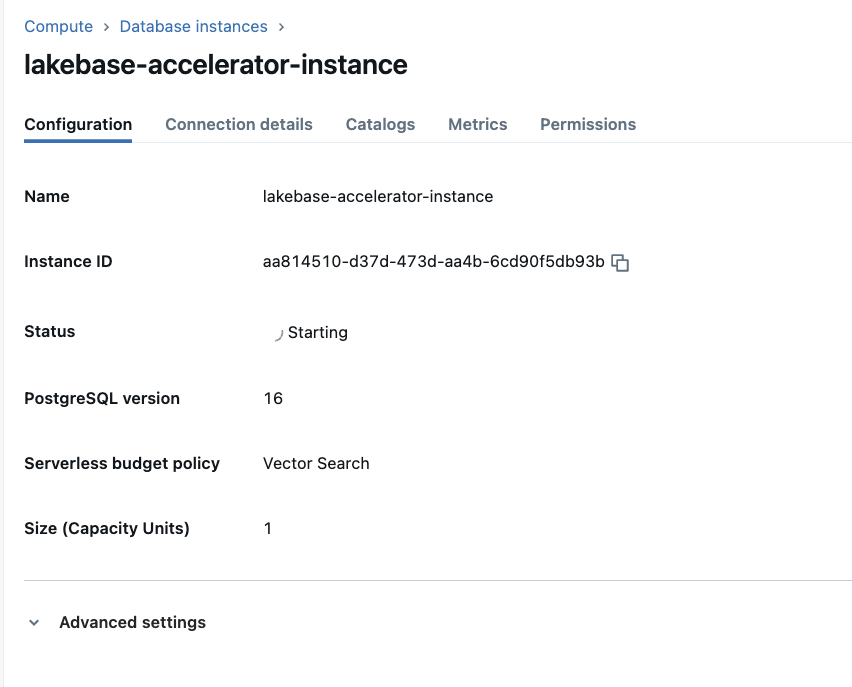 Compute › Database instances ›
lakebase-accelerator-instance
Configuration Connection details Catalogs Metrics Permissions
Name lakebase-accelerator-instance
Instance ID aa814510-d37d-473d-aa4b-6cd90f5db93b
Status Starting
PostgreSQL version 16
Serverless budget policy Vector Search
Size (Capacity Units) 1
Advanced settings